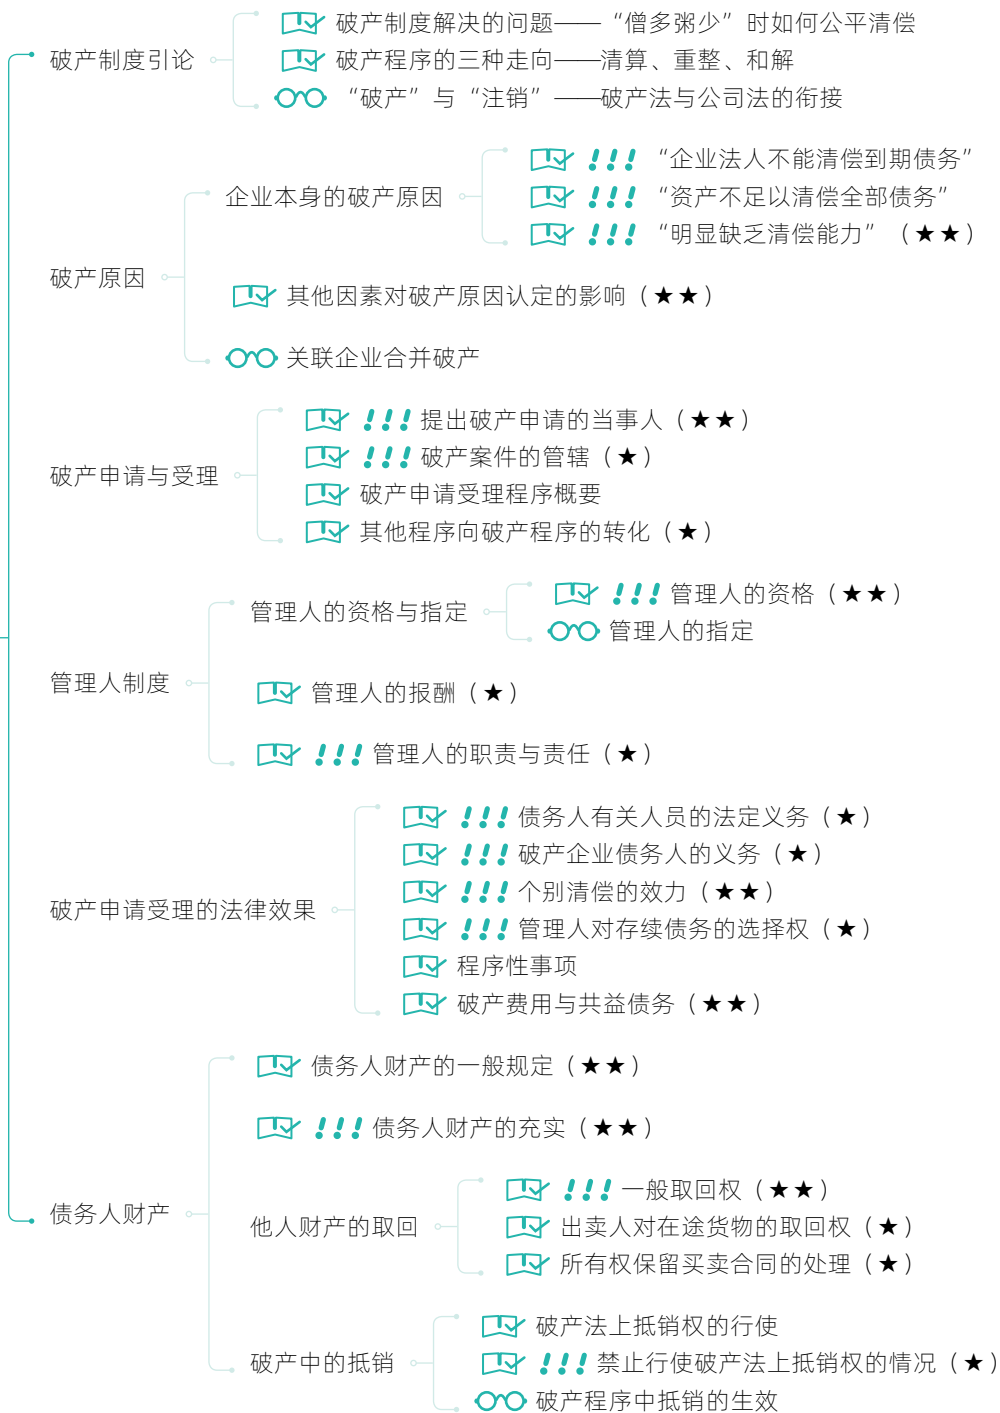 破产制度引论
破产制度解决的问题——“僧多粥少”时如何公平清偿
破产程序的三种走向——清算、重整、和解
“破产”与“注销”——破产法与公司法的衔接
破产原因
企业本身的破产原因
!!! “企业法人不能清偿到期债务”
!!! “资产不足以清偿全部债务”
!!! “明显缺乏清偿能力”（★★）
其他因素对破产原因认定的影响（★★）
关联企业合并破产
破产申请与受理
!!! 提出破产申请的当事人（★★）
!!! 破产案件的管辖（★）
破产申请受理程序概要
其他程序向破产程序的转化（★）
管理人制度
管理人的资格与指定
!!! 管理人的资格（★★）
管理人的指定
管理人的报酬（★）
!!! 管理人的职责与责任（★）
破产申请受理的法律效果
!!! 债务人有关人员的法定义务（★）
!!! 破产企业债务人的义务（★）
!!! 个别清偿的效力（★★）
!!! 管理人对存续债务的选择权（★）
程序性事项
破产费用与共益债务（★★）
债务人财产
债务人财产的一般规定（★★）
!!! 债务人财产的充实（★★）
他人财产的取回
!!! 一般取回权（★★）
出卖人对在途货物的取回权（★）
所有权保留买卖合同的处理（★）
破产中的抵销
破产法上抵销权的行使
!!! 禁止行使破产法上抵销权的情况（★）
破产程序中抵销的生效